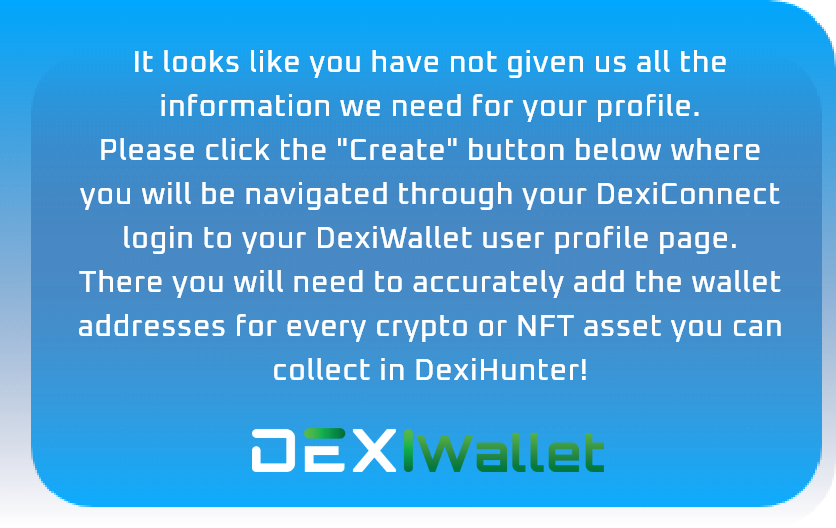 It looks like you have not given us all the
information we need for your profile.
Please click the "Create" button below where
you will be navigated through your DexiConnect
login to your DexiWallet user profile page.
There you will need to accurately add the wallet
addresses for every crypto or NFT asset you can
collect in DexiHunter!
DEXIWallet